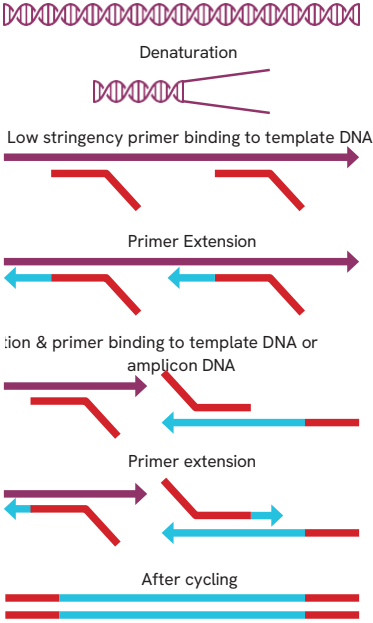 Denaturation
Low stringency primer binding to template DNA
Primer Extension
tion & primer binding to template DNA or
amplicon DNA
Primer extension
After cycling